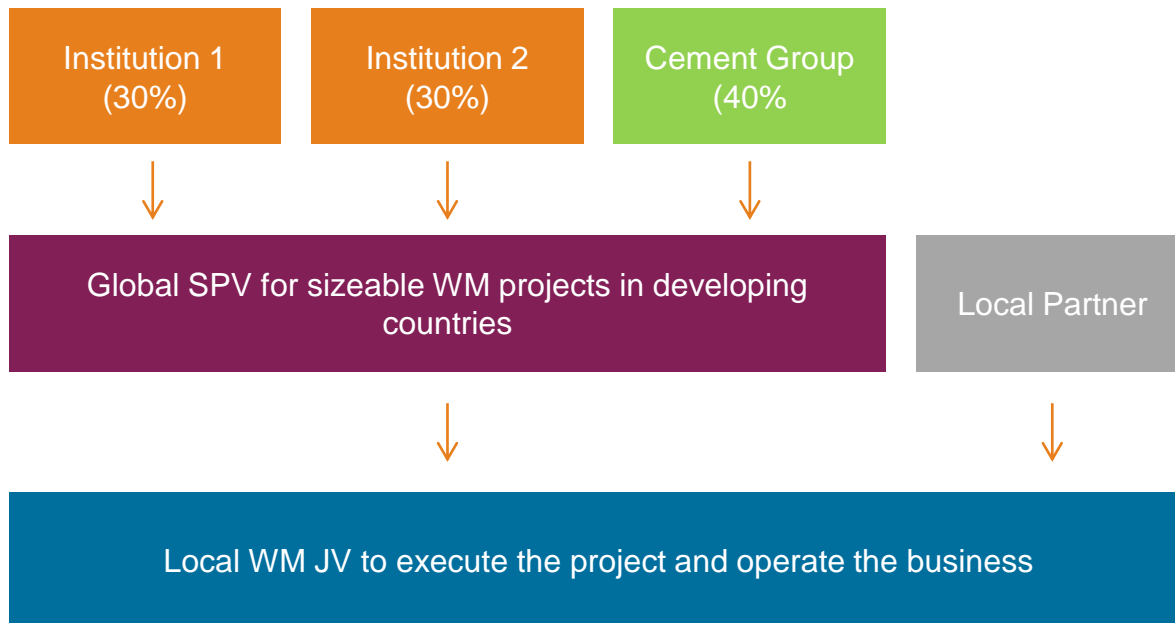 Institution 1
(30%)
Institution 2
(30%)
Cement Group
(40%
Global SPV for sizeable WM projects in developing
countries
Local Partner
Local WM JV to execute the project and operate the business